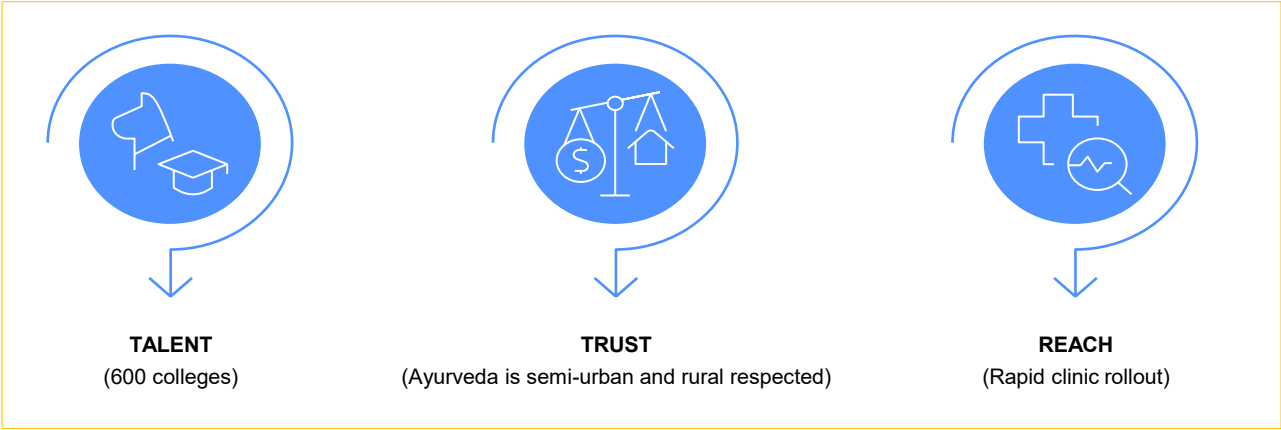 $
TALENT
(600 colleges)
TRUST
(Ayurveda is semi-urban and rural respected)
REACH
(Rapid clinic rollout)